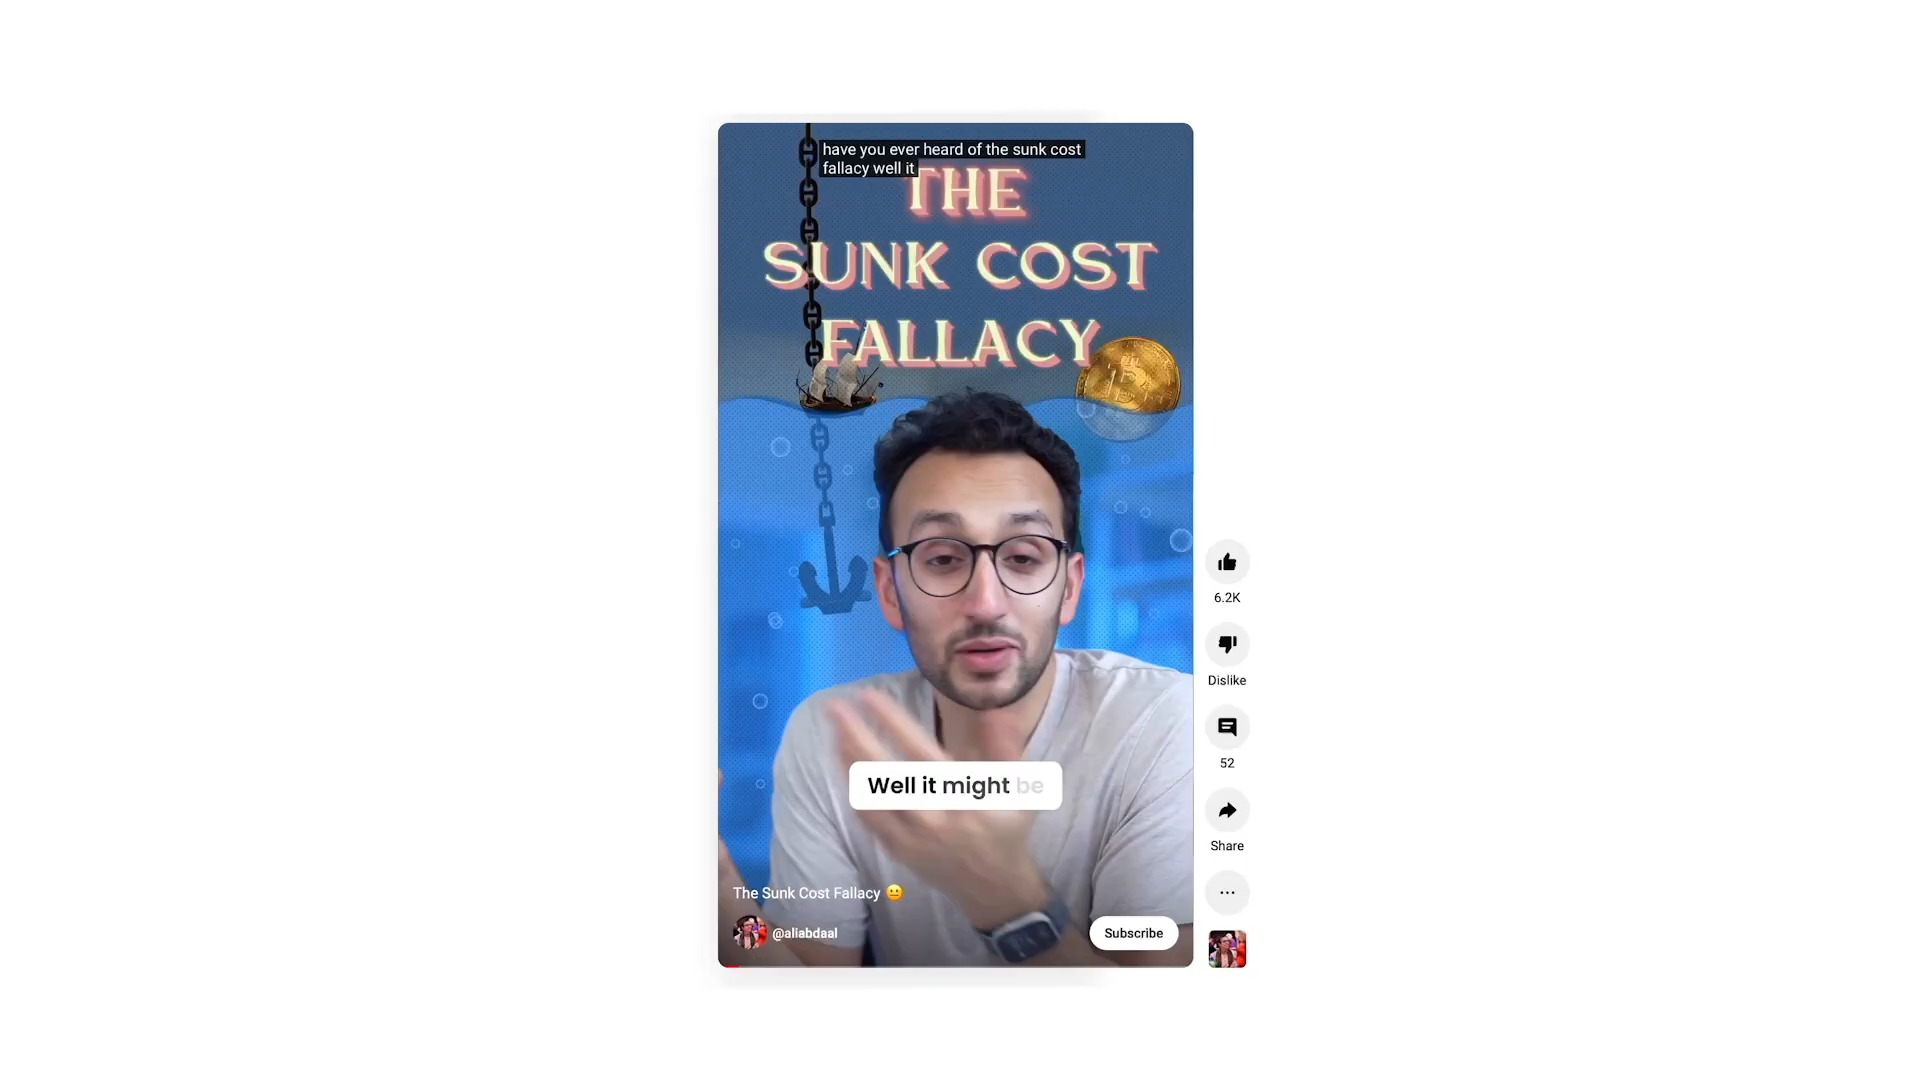 have you ever heard of the sunk cost
fallacy well it
THE
SUNK COST
FALLACY
Well it might be
The Sunk Cost Fallacy 😐
@aliabdaal
Subscribe
6.2K
Dislike
52
Share